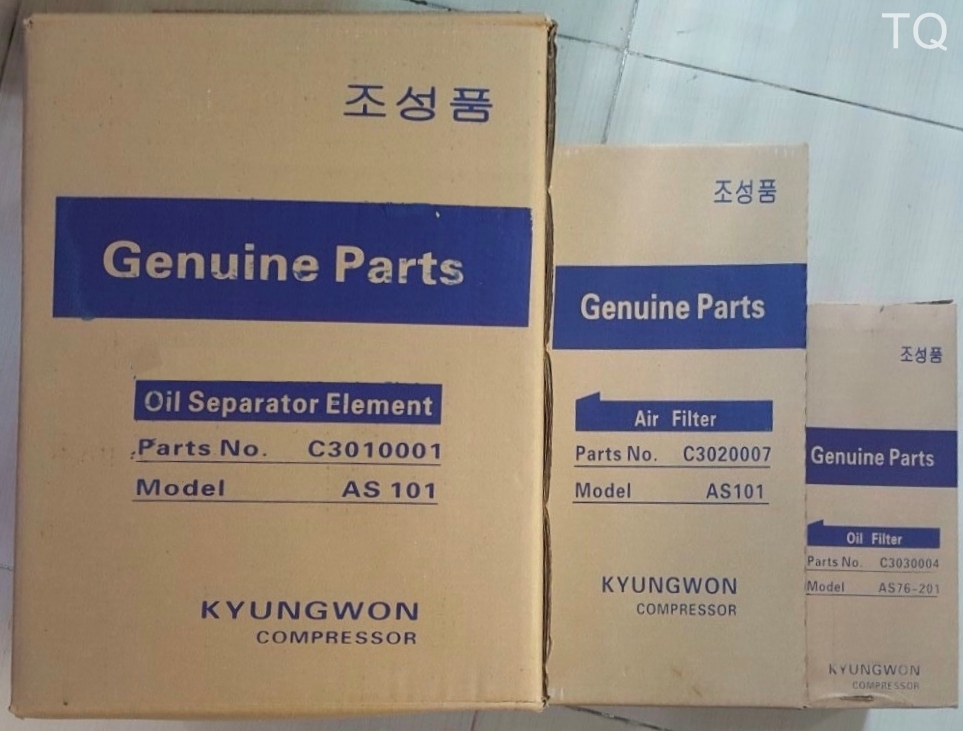 TQ
조성품
Genuine Parts
Oil Separator Element
Parts No. C3010001
Model AS 101
KYUNGWON
COMPRESSOR
조성품
Genuine Parts
Air Filter
Parts No. C3020007
Model AS101
KYUNGWON
COMPRESSOR
조성품
Genuine Parts
Oil Filter
Parts No. C3030004
Model AS76-201
KYUNGWON
COMPRESSOR